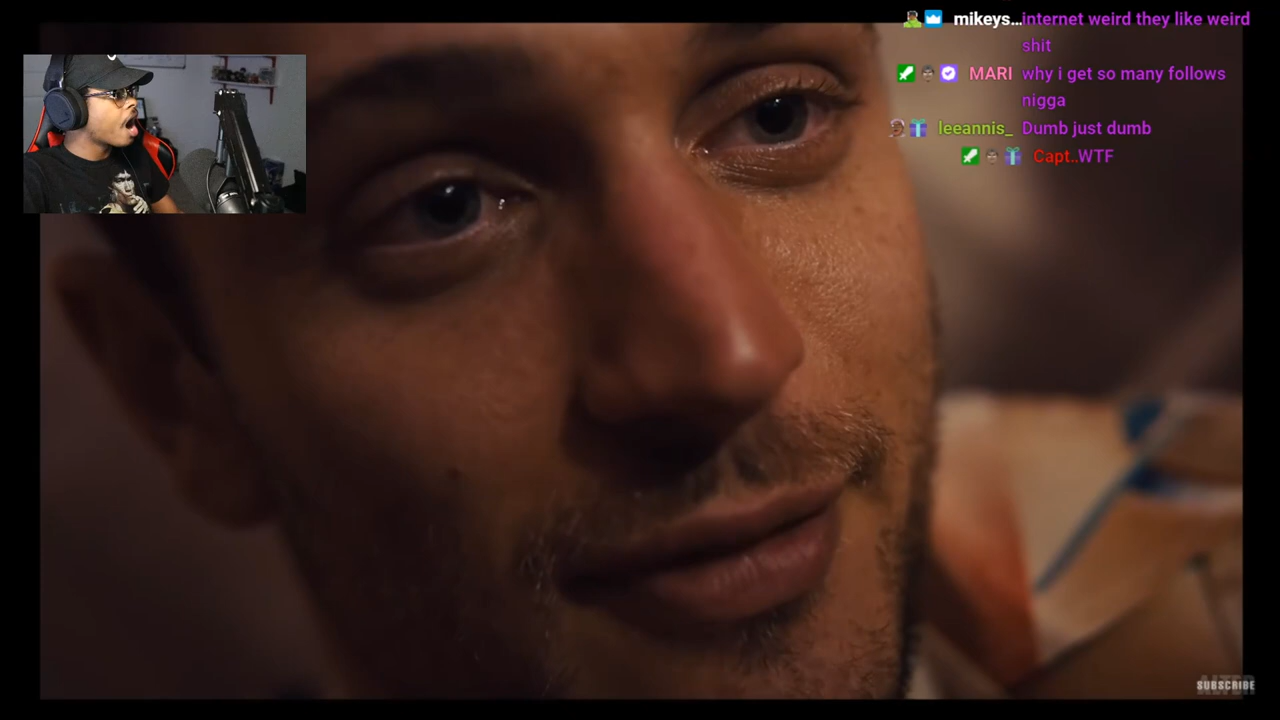 mikeys... internet weird they like weird
shit
MARI why i get so many follows
nigga
leeannis_ Dumb just dumb
Capt.. WTF
ALTER
SUBSCRIBE